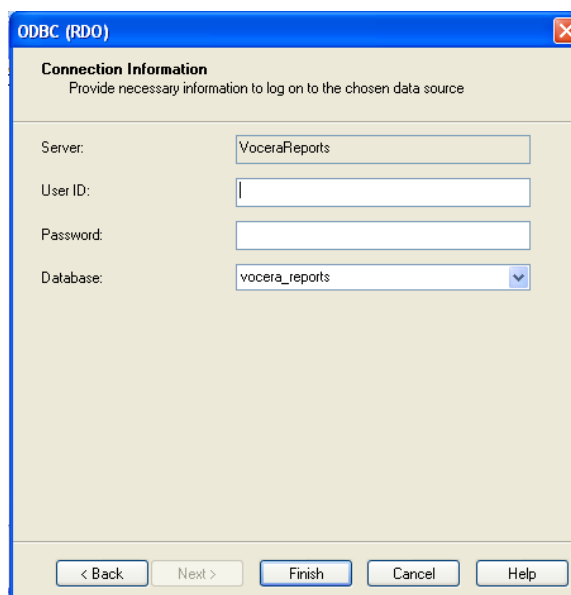 ODBC (RDO)
Connection Information
Provide necessary information to log on to the chosen data source
Server: VoceraReports
User ID:
Password:
Database: vocera_reports
< Back Next > Finish Cancel Help